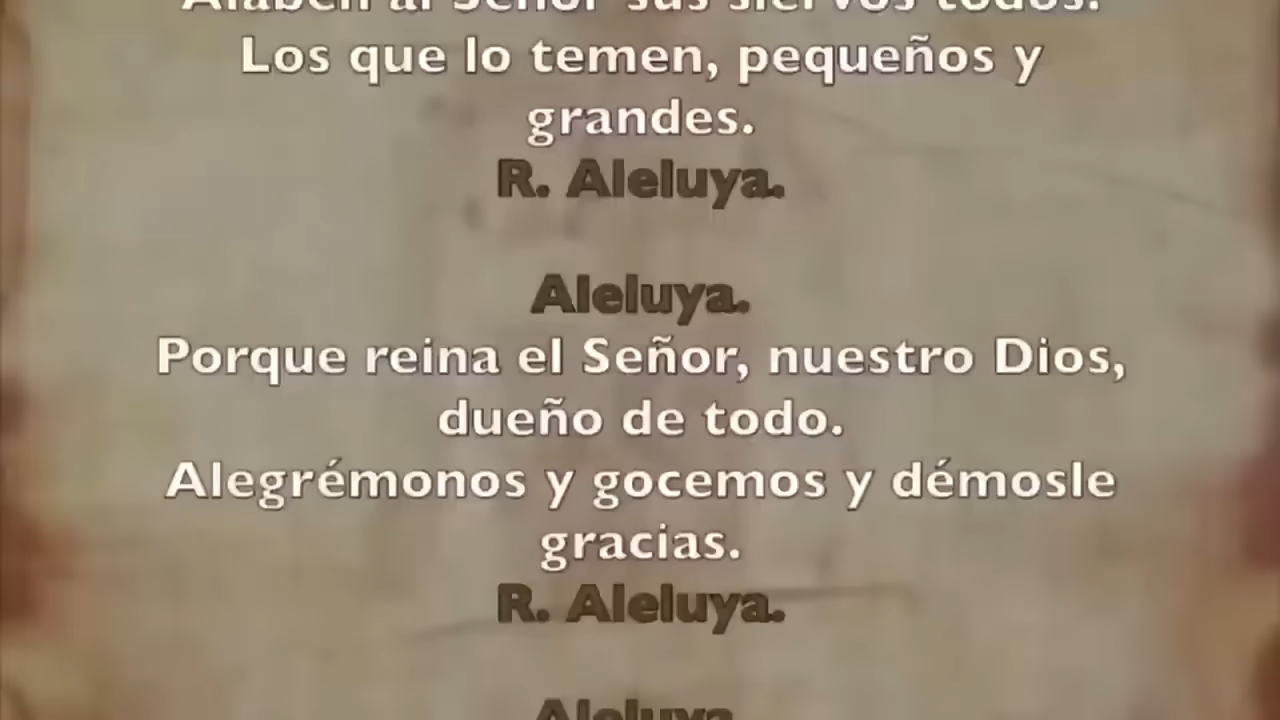 Alaben al Señor sus siervos todos.
Los que lo temen, pequeños y
grandes.
R. Aleluya.
Aleluya.
Porque reina el Señor, nuestro Dios,
dueño de todo.
Alegrémonos y gocemos y démosle
gracias.
R. Aleluya.
Aleluya.